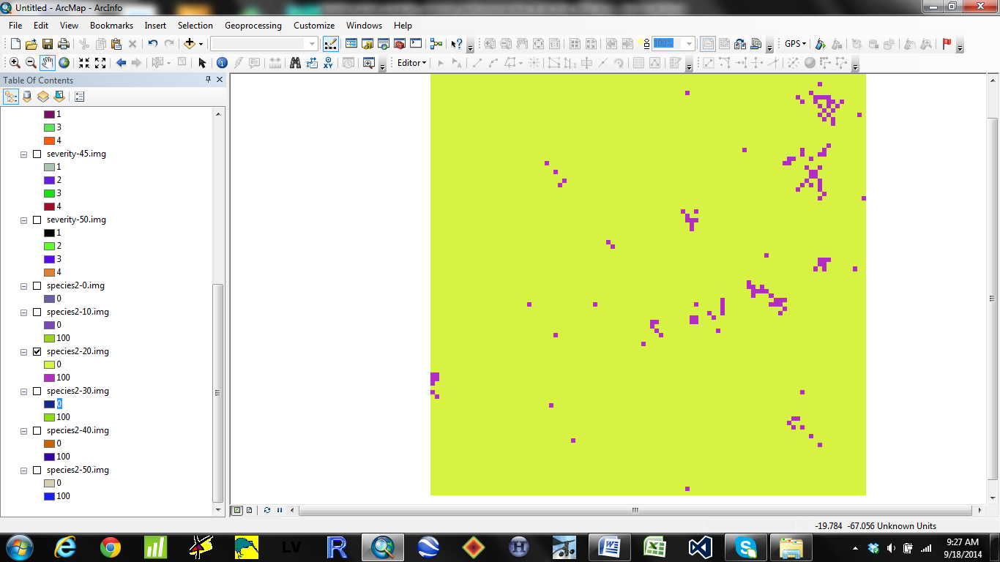 Untitled - ArcMap - ArcInfo
File Edit View Bookmarks Insert Selection Geoprocessing Customize Windows Help
100% GPS
Editor
Table Of Contents
1
3
4
severity-45.img
1
2
3
4
severity-50.img
1
2
3
4
species2-0.img
0
species2-10.img
0
100
species2-20.img
0
100
species2-30.img
0
100
species2-40.img
0
100
species2-50.img
0
100
-19.784 -67.056 Unknown Units
LV R H W X
9:27 AM
9/18/2014